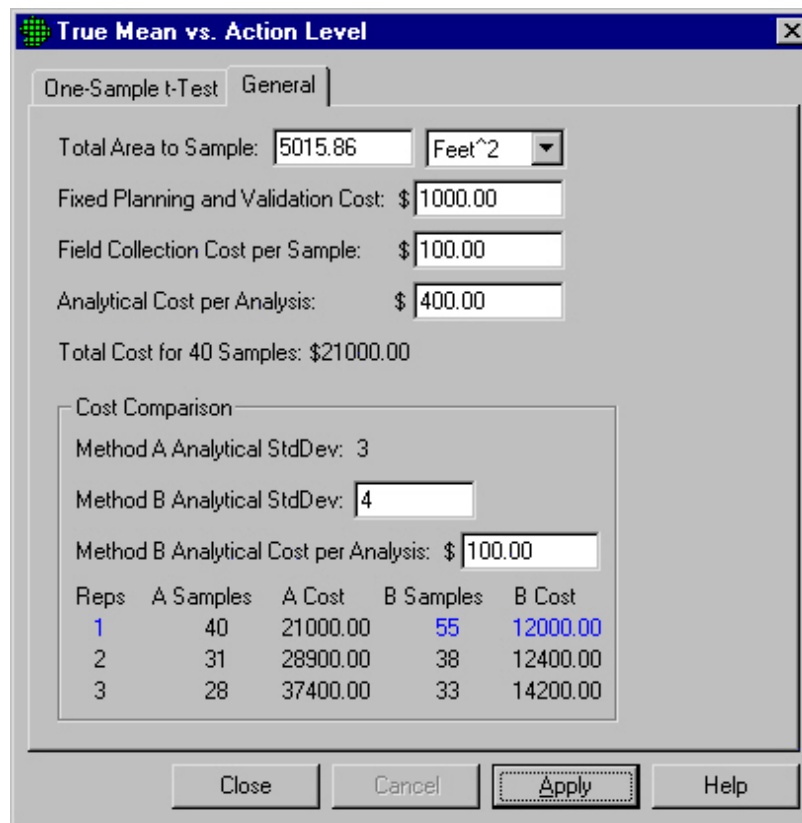 True Mean vs. Action Level
One-Sample t-Test General
Total Area to Sample: 5015.86 Feet^2
Fixed Planning and Validation Cost: $ 1000.00
Field Collection Cost per Sample: $ 100.00
Analytical Cost per Analysis: $ 400.00
Total Cost for 40 Samples: $21000.00
Cost Comparison
Method A Analytical StdDev: 3
Method B Analytical StdDev: 4
Method B Analytical Cost per Analysis: $ 100.00
Reps A Samples A Cost B Samples B Cost
1 40 21000.00 55 12000.00
2 31 28900.00 38 12400.00
3 28 37400.00 33 14200.00
Close Cancel Apply Help